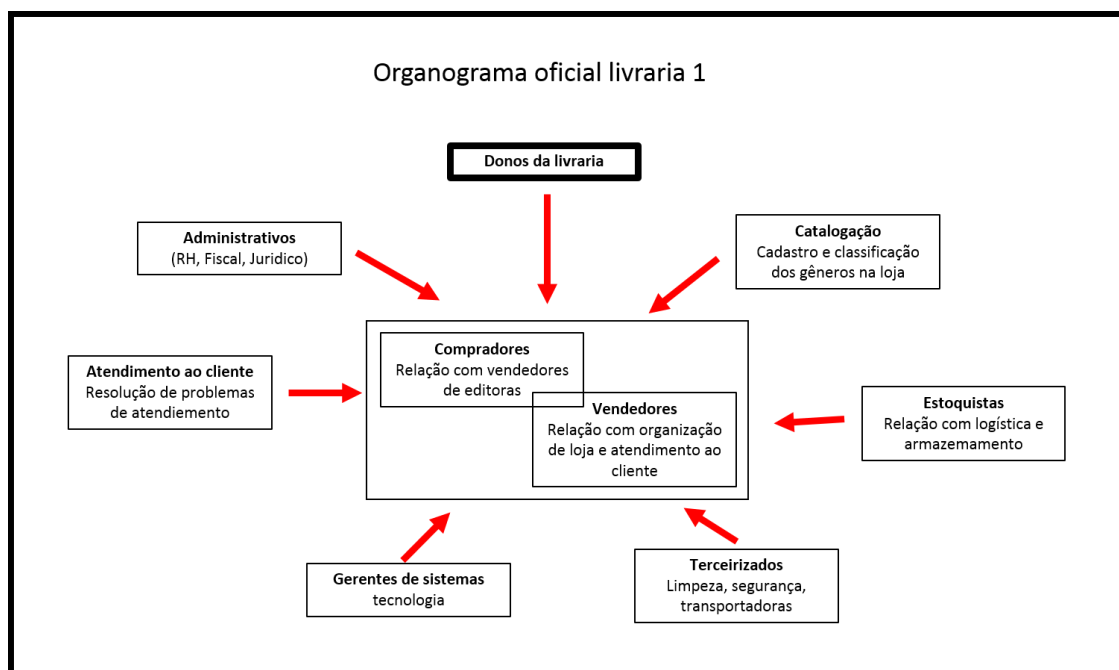 Organograma oficial livraria 1
Donos da livraria
Administrativos
(RH, Fiscal, Juridico)
Catalogação
Cadastro e classificação
dos gêneros na loja
Compradores
Relação com vendedores
de editoras
Atendimento ao cliente
Resolução de problemas
de atendiemento
Vendedores
Relação com organização
de loja e atendimento ao
cliente
Estoquistas
Relação com logística e
armazemamento
Gerentes de sistemas
tecnologia
Terceirizados
Limpeza, segurança,
transportadoras